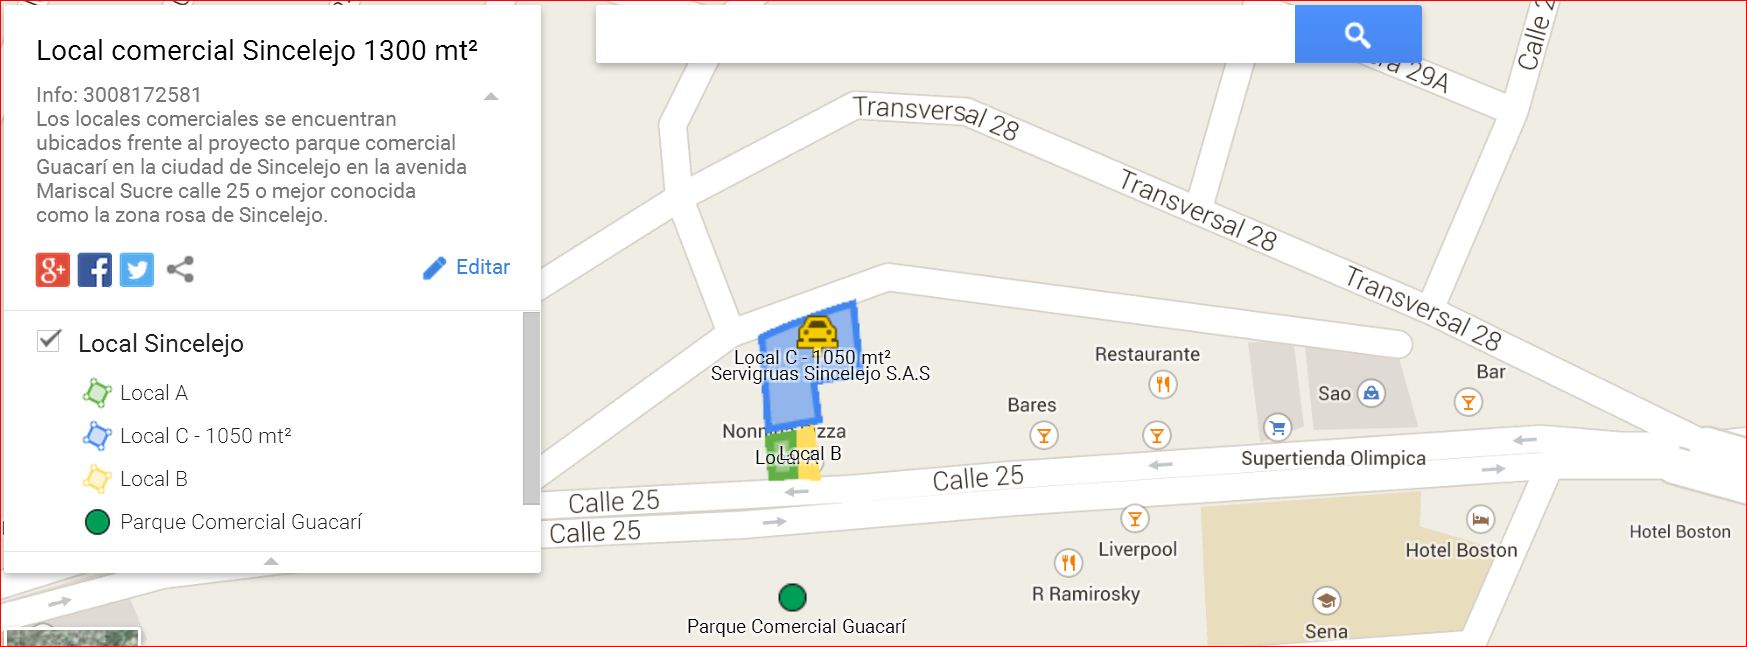 Local comercial Sincelejo 1300 mt²
Info: 3008172581
Los locales comerciales se encuentran
ubicados frente al proyecto parque comercial
Guacarí en la ciudad de Sincelejo en la avenida
Mariscal Sucre calle 25 o mejor conocida
como la zona rosa de Sincelejo.
Editar
Local Sincelejo
Local A
Local C - 1050 mt²
Local B
Parque Comercial Guacarí
Calle 2
29A
Transversal 28
Transversal 28
Transversal 28
Local C - 1050 mt²
Servigruas Sincelejo S.A.S
Restaurante
Bar
Sao
Bares
Local B
Supertienda Olimpica
Calle 25
Calle 25
Calle 25
Liverpool
Hotel Boston
Hotel Boston
R Ramirosky
Parque Comercial Guacarí
Sena